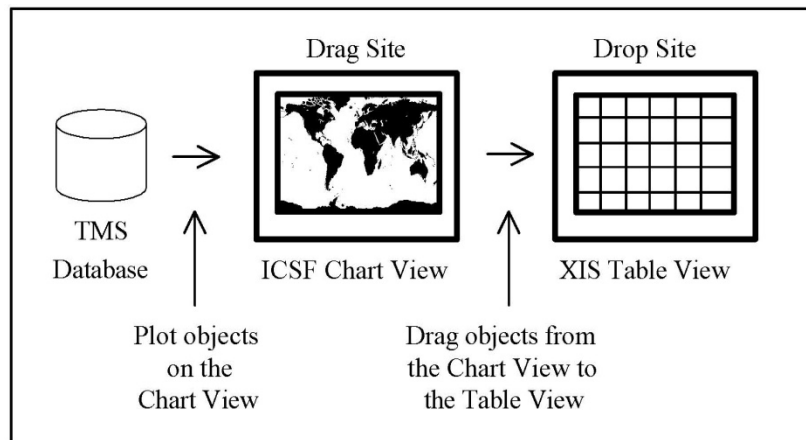 Drag Site
Drop Site
TMS
Database
ICSF Chart View
XIS Table View
Plot objects
on the
Chart View
Drag objects from
the Chart View to
the Table View